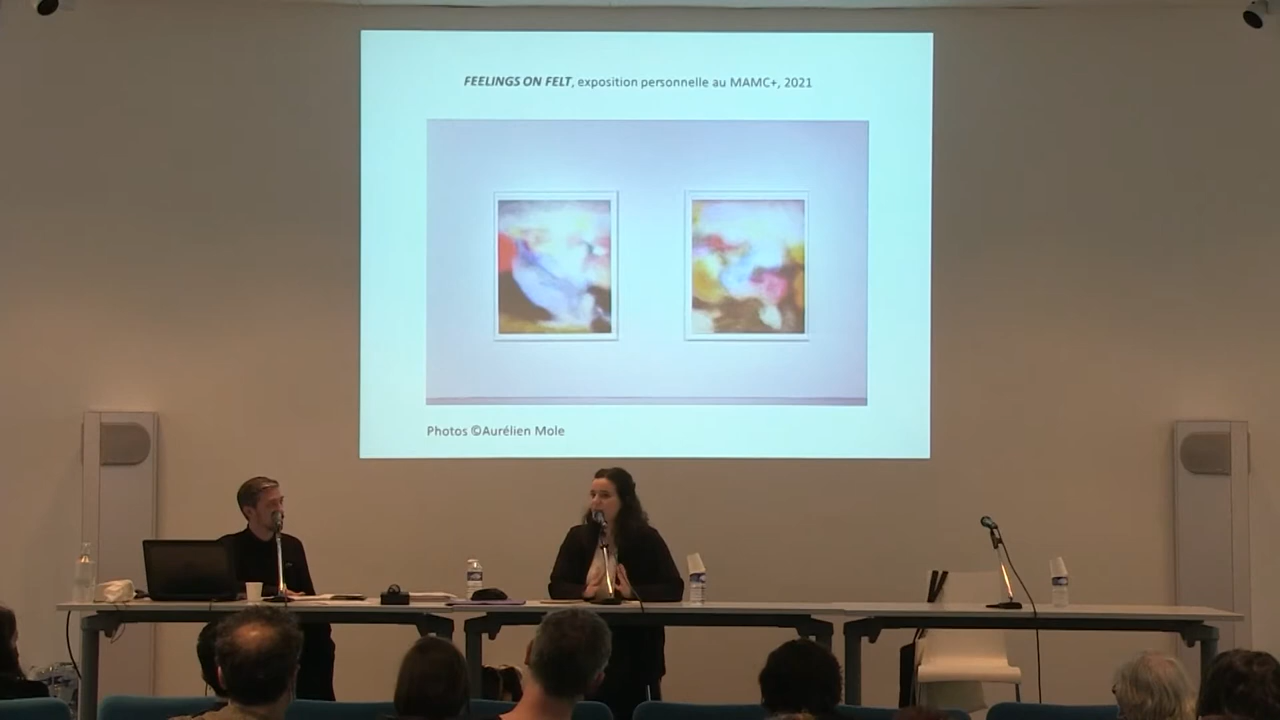 FEELINGS ON FELT, exposition personnelle au MAMC+, 2021
Photos ©Aurélien Mole